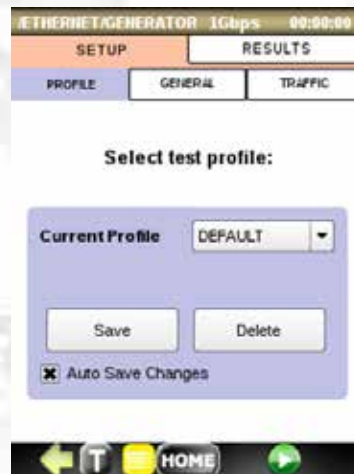 /ETHERNET/GENERATOR 1Gbps 00:00:00
SETUP RESULTS
PROFILE GENERAL TRAFFIC
Select test profile:
Current Profile DEFAULT
Save Delete
Auto Save Changes
T HOME